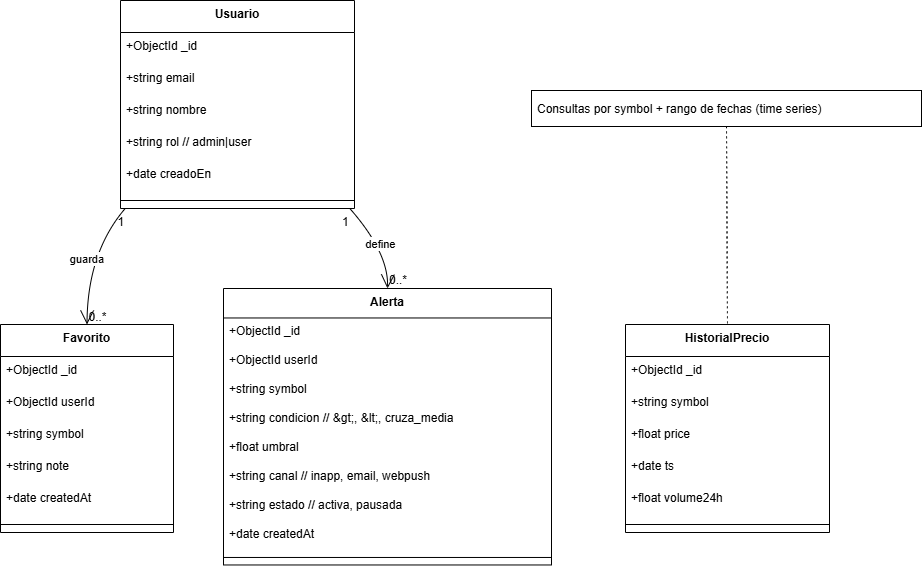 Usuario
+ObjectId _id
+string email
+string nombre
+string rol // admin|user
+date creadoEn
Consultas por symbol + rango de fechas (time series)
1
1
guarda
define
0..*
0..*
Favorito
+ObjectId _id
+ObjectId userId
+string symbol
+string note
+date createdAt
Alerta
+ObjectId _id
+ObjectId userId
+string symbol
+string condicion // &gt;, &lt;, cruza_media
+float umbral
+string canal // inapp, email, webpush
+string estado // activa, pausada
+date createdAt
HistorialPrecio
+ObjectId _id
+string symbol
+float price
+date ts
+float volume24h